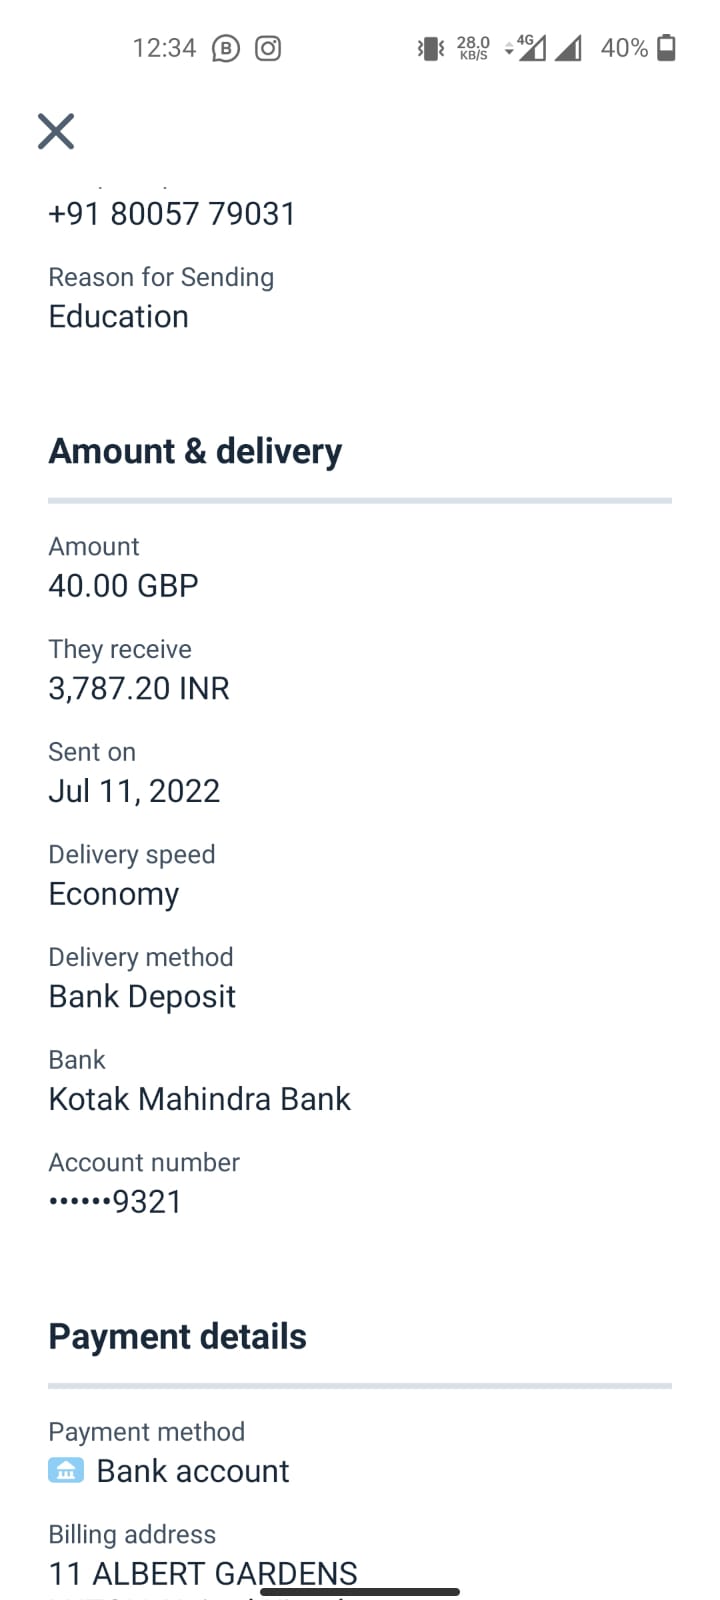 12:34
28.0
KB/S
4G
40%
+91 80057 79031
Reason for Sending
Education
Amount & delivery
Amount
40.00 GBP
They receive
3,787.20 INR
Sent on
Jul 11, 2022
Delivery speed
Economy
Delivery method
Bank Deposit
Bank
Kotak Mahindra Bank
Account number
••••••9321
Payment details
Payment method
Bank account
Billing address
11 ALBERT GARDENS